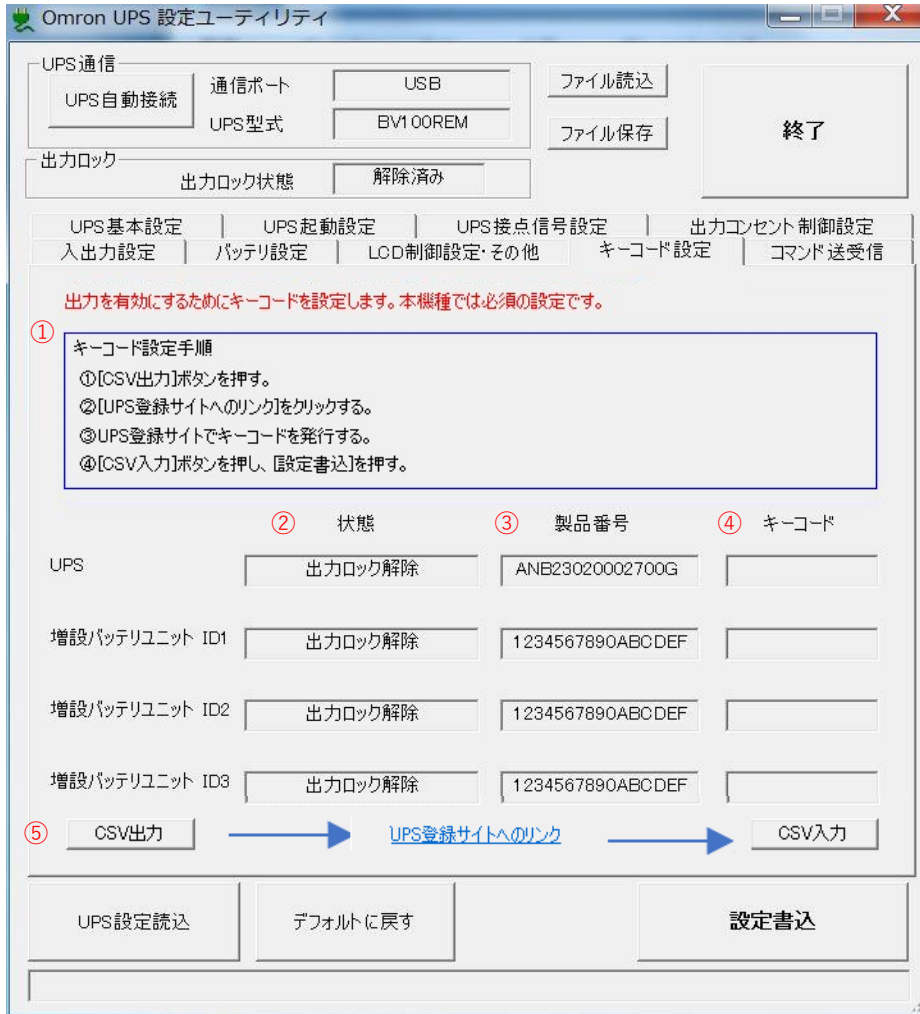 Omron UPS 設定ユーティリティ
UPS通信
UPS自動接続
通信ポート
USB
ファイル読込
UPS型式
BV100REM
ファイル保存
終了
出力ロック
出力ロック状態
解除済み
UPS基本設定
UPS起動設定
UPS接点信号設定
出力コンセント制御設定
入出力設定
バッテリ設定
LCD制御設定・その他
キーコード設定
コマンド送受信
出力を有効にするためにキーコードを設定します。本機種では必須の設定です。
①
キーコード設定手順
①[CSV出力]ボタンを押す。
②[UPS登録サイトへのリンク]をクリックする。
③UPS登録サイトでキーコードを発行する。
④[CSV入力]ボタンを押し、[設定書込]を押す。
② 状態
③ 製品番号
④ キーコード
UPS
出力ロック解除
ANB23020002700G
増設バッテリユニット ID1
出力ロック解除
1234567890ABCDEF
増設バッテリユニット ID2
出力ロック解除
1234567890ABCDEF
増設バッテリユニット ID3
出力ロック解除
1234567890ABCDEF
⑤
CSV出力
UPS登録サイトへのリンク
CSV入力
UPS設定読込
デフォルトに戻す
設定書込